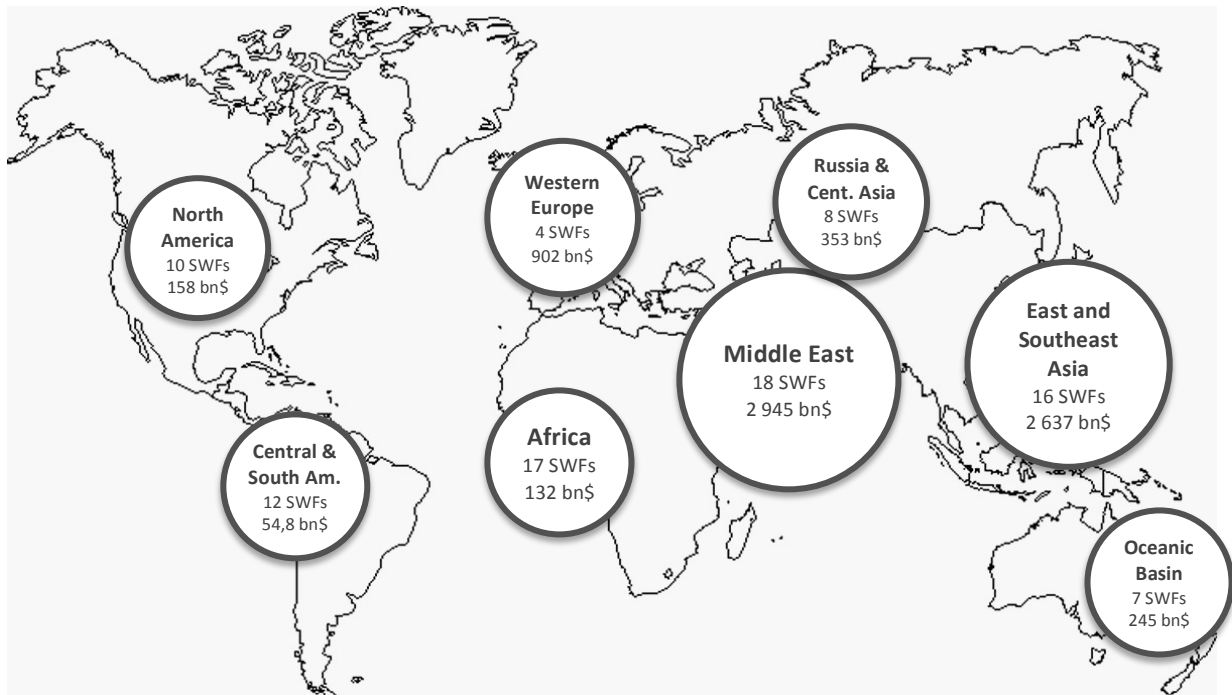 North
America
10 SWFs
158 bn$
Western
Europe
4 SWFs
902 bn$
Russia &
Cent. Asia
8 SWFs
353 bn$
Middle East
18 SWFs
2 945 bn$
East and
Southeast
Asia
16 SWFs
2 637 bn$
Central &
South Am.
12 SWFs
54,8 bn$
Africa
17 SWFs
132 bn$
Oceanic
Basin
7 SWFs
245 bn$